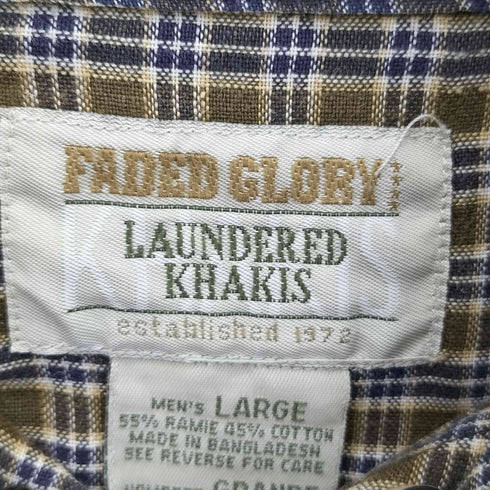 FADED GLORY
LAUNDERED
KHAKIS
established 1972
MEN'S LARGE
55% RAMIE 45% COTTON
MADE IN BANGLADESH
SEE REVERSE FOR CARE
GRANDE